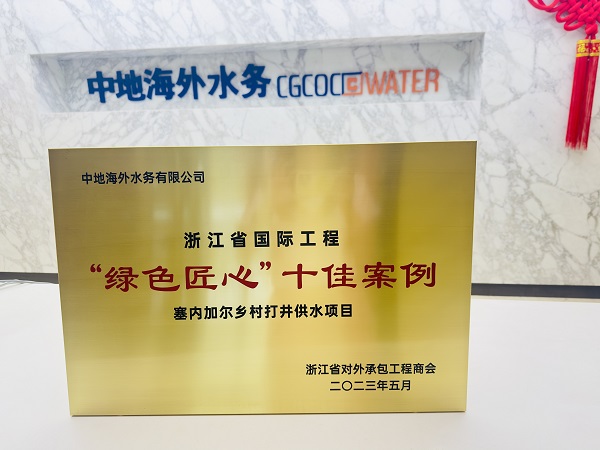 中地海外水务 CGCOC WATER
中地海外水务有限公司
浙江省国际工程
“绿色匠心”十佳案例
塞内加尔乡村打井供水项目
浙江省对外承包工程商会
二〇二三年五月